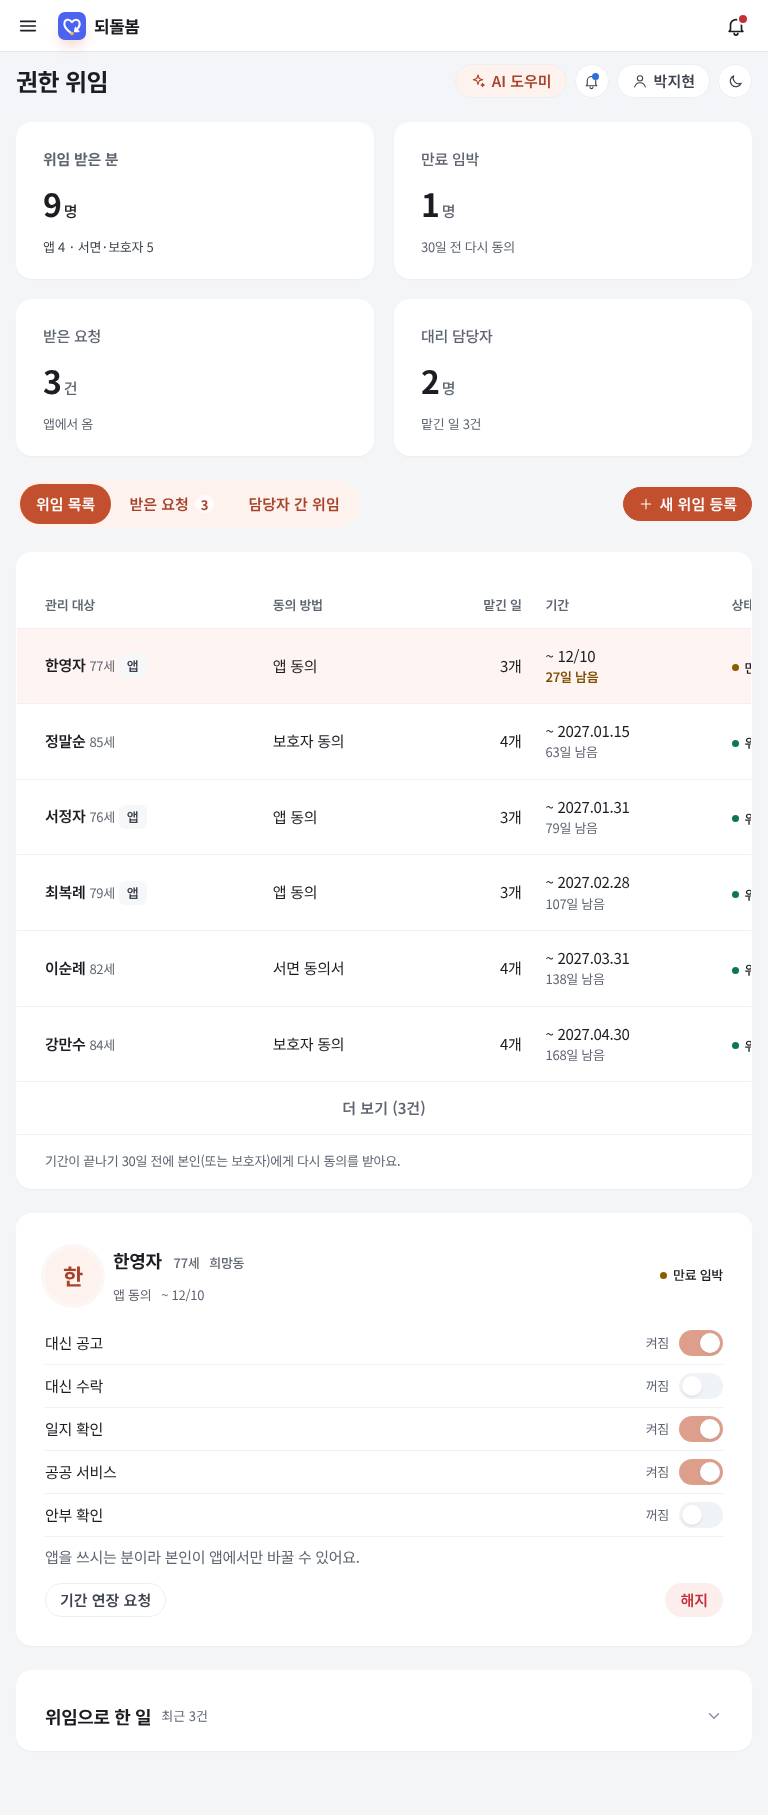 되돌봄
권한 위임
AI 도우미
박지현
위임 받은 분
9명
앱 4 · 서면·보호자 5
만료 임박
1명
30일 전 다시 동의
받은 요청
3건
앱에서 옴
대리 담당자
2명
맡긴 일 3건
위임 목록
받은 요청 3
담당자 간 위임
+ 새 위임 등록
관리 대상 동의 방법 맡긴 일 기간
한영자 77세 앱 앱 동의 3개 ~ 12/10
27일 남음
정말순 85세 보호자 동의 4개 ~ 2027.01.15
63일 남음
서정자 76세 앱 앱 동의 3개 ~ 2027.01.31
79일 남음
최복례 79세 앱 앱 동의 3개 ~ 2027.02.28
107일 남음
이순례 82세 서면 동의서 4개 ~ 2027.03.31
138일 남음
강만수 84세 보호자 동의 4개 ~ 2027.04.30
168일 남음
더 보기 (3건)
기간이 끝나기 30일 전에 본인(또는 보호자)에게 다시 동의를 받아요.
한
한영자 77세 희망동
앱 동의 ~ 12/10
만료 임박
대신 공고 켜짐
대신 수락 꺼짐
일지 확인 켜짐
공공 서비스 켜짐
안부 확인 꺼짐
앱을 쓰시는 분이라 본인이 앱에서만 바꿀 수 있어요.
기간 연장 요청
해지
위임으로 한 일 최근 3건